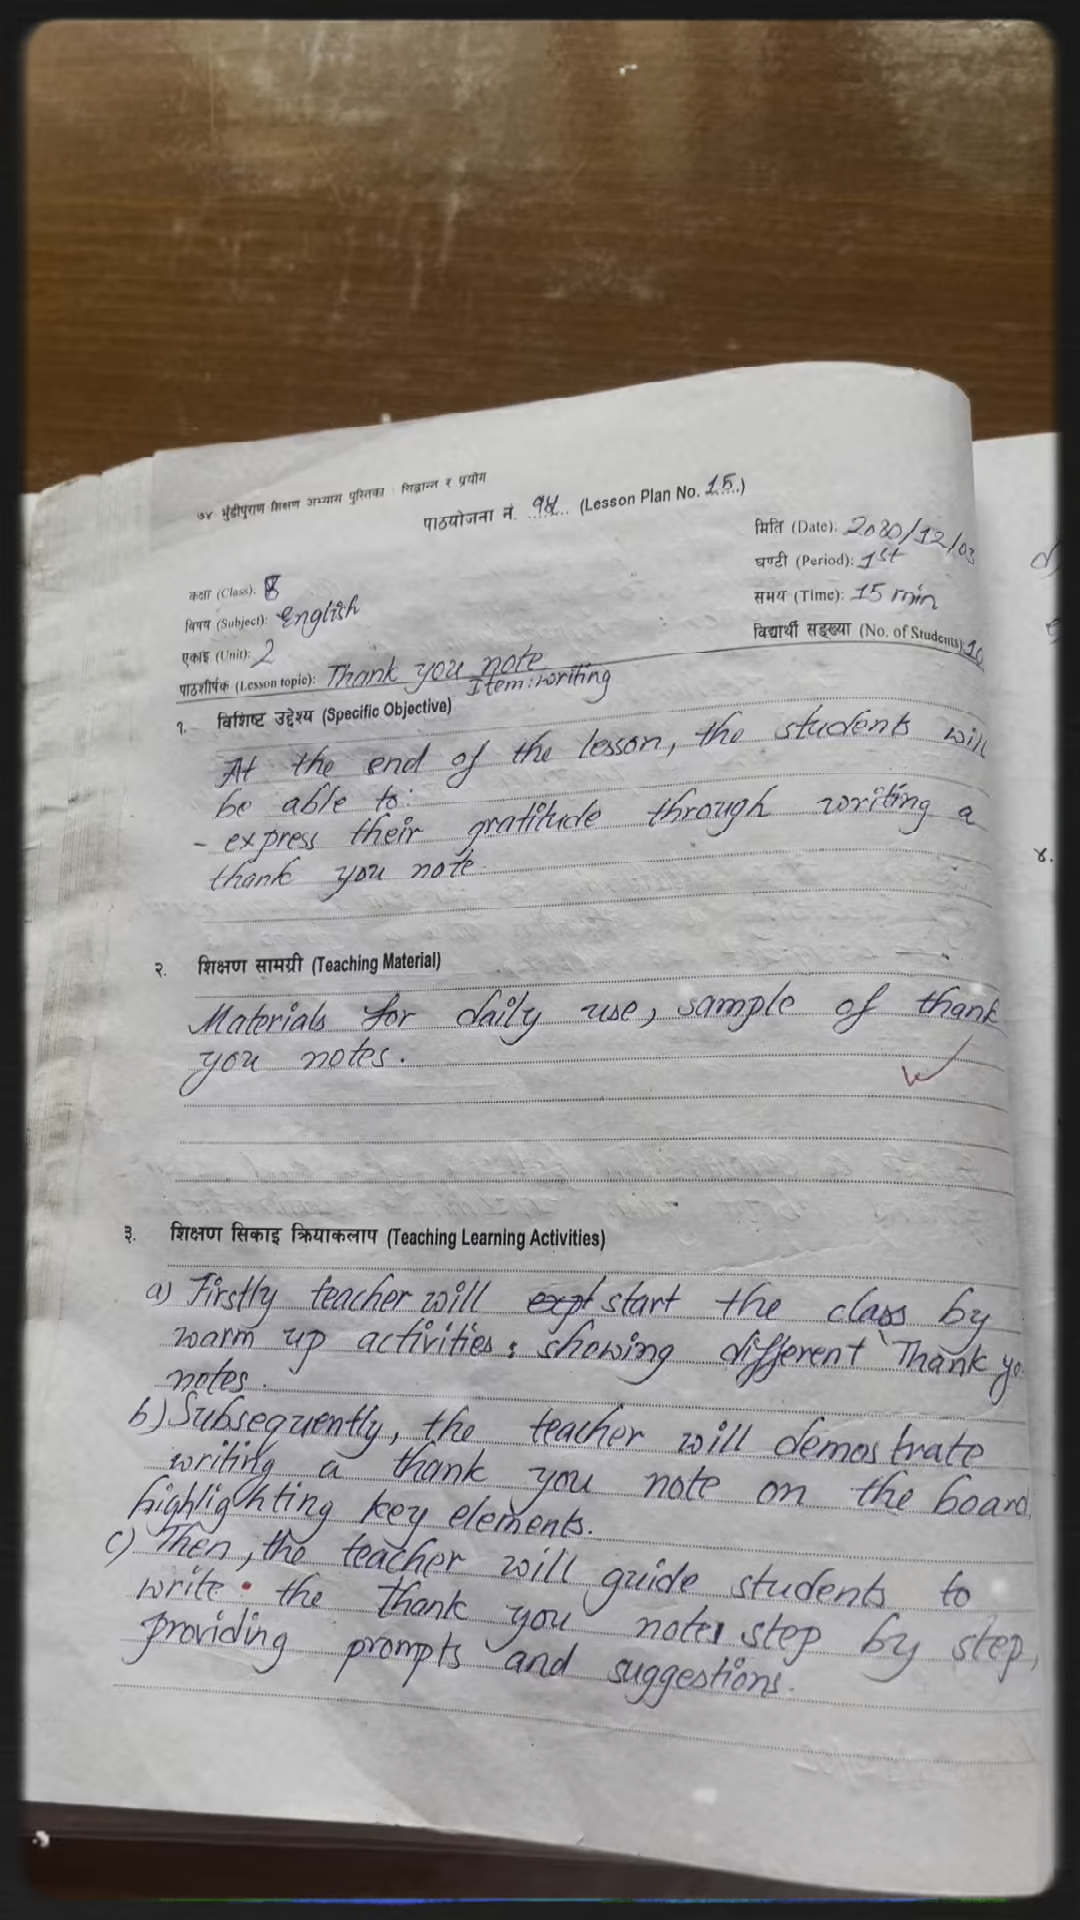 ७४ भुँडीपुराण शिक्षण अभ्यास पुस्तिका : सिद्धान्त र प्रयोग
पाठयोजना नं. १५ (Lesson Plan No. 15.)
मिति (Date): 2080/12/03
घण्टी (Period): 1st
समय (Time): 15 min
विद्यार्थी सङ्ख्या (No. of Students): 10
कक्षा (Class): 8
विषय (Subject): English
एकाइ (Unit): 2
पाठशीर्षक (Lesson topic): Thank you note
Item: writing
१. विशिष्ट उद्देश्य (Specific Objective)
At the end of the lesson, the students will
be able to:
- express their gratitude through writing a
thank you note.
२. शिक्षण सामग्री (Teaching Material)
Materials for daily use, sample of thank
you notes.
३. शिक्षण सिकाइ क्रियाकलाप (Teaching Learning Activities)
a) Firstly teacher will expt start the class by
warm up activities: showing different Thank yo
notes.
b) Subsequently, the teacher will demostrate
writing a thank you note on the board
highlighting key elements.
c) Then, the teacher will guide students to
write the thank you notes step by step,
providing prompts and suggestions.
४.